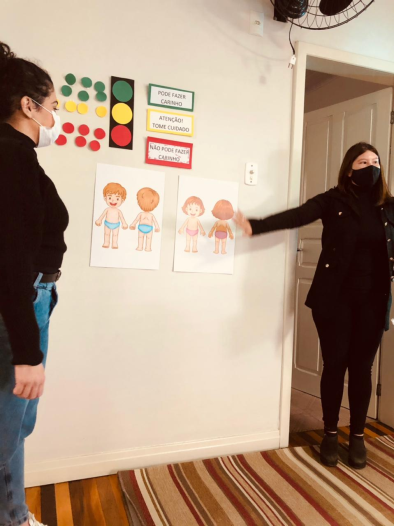 PODE FAZER
CARINHO
ATENÇÃO!
TOME CUIDADO
NÃO PODE FAZER
CARINHO